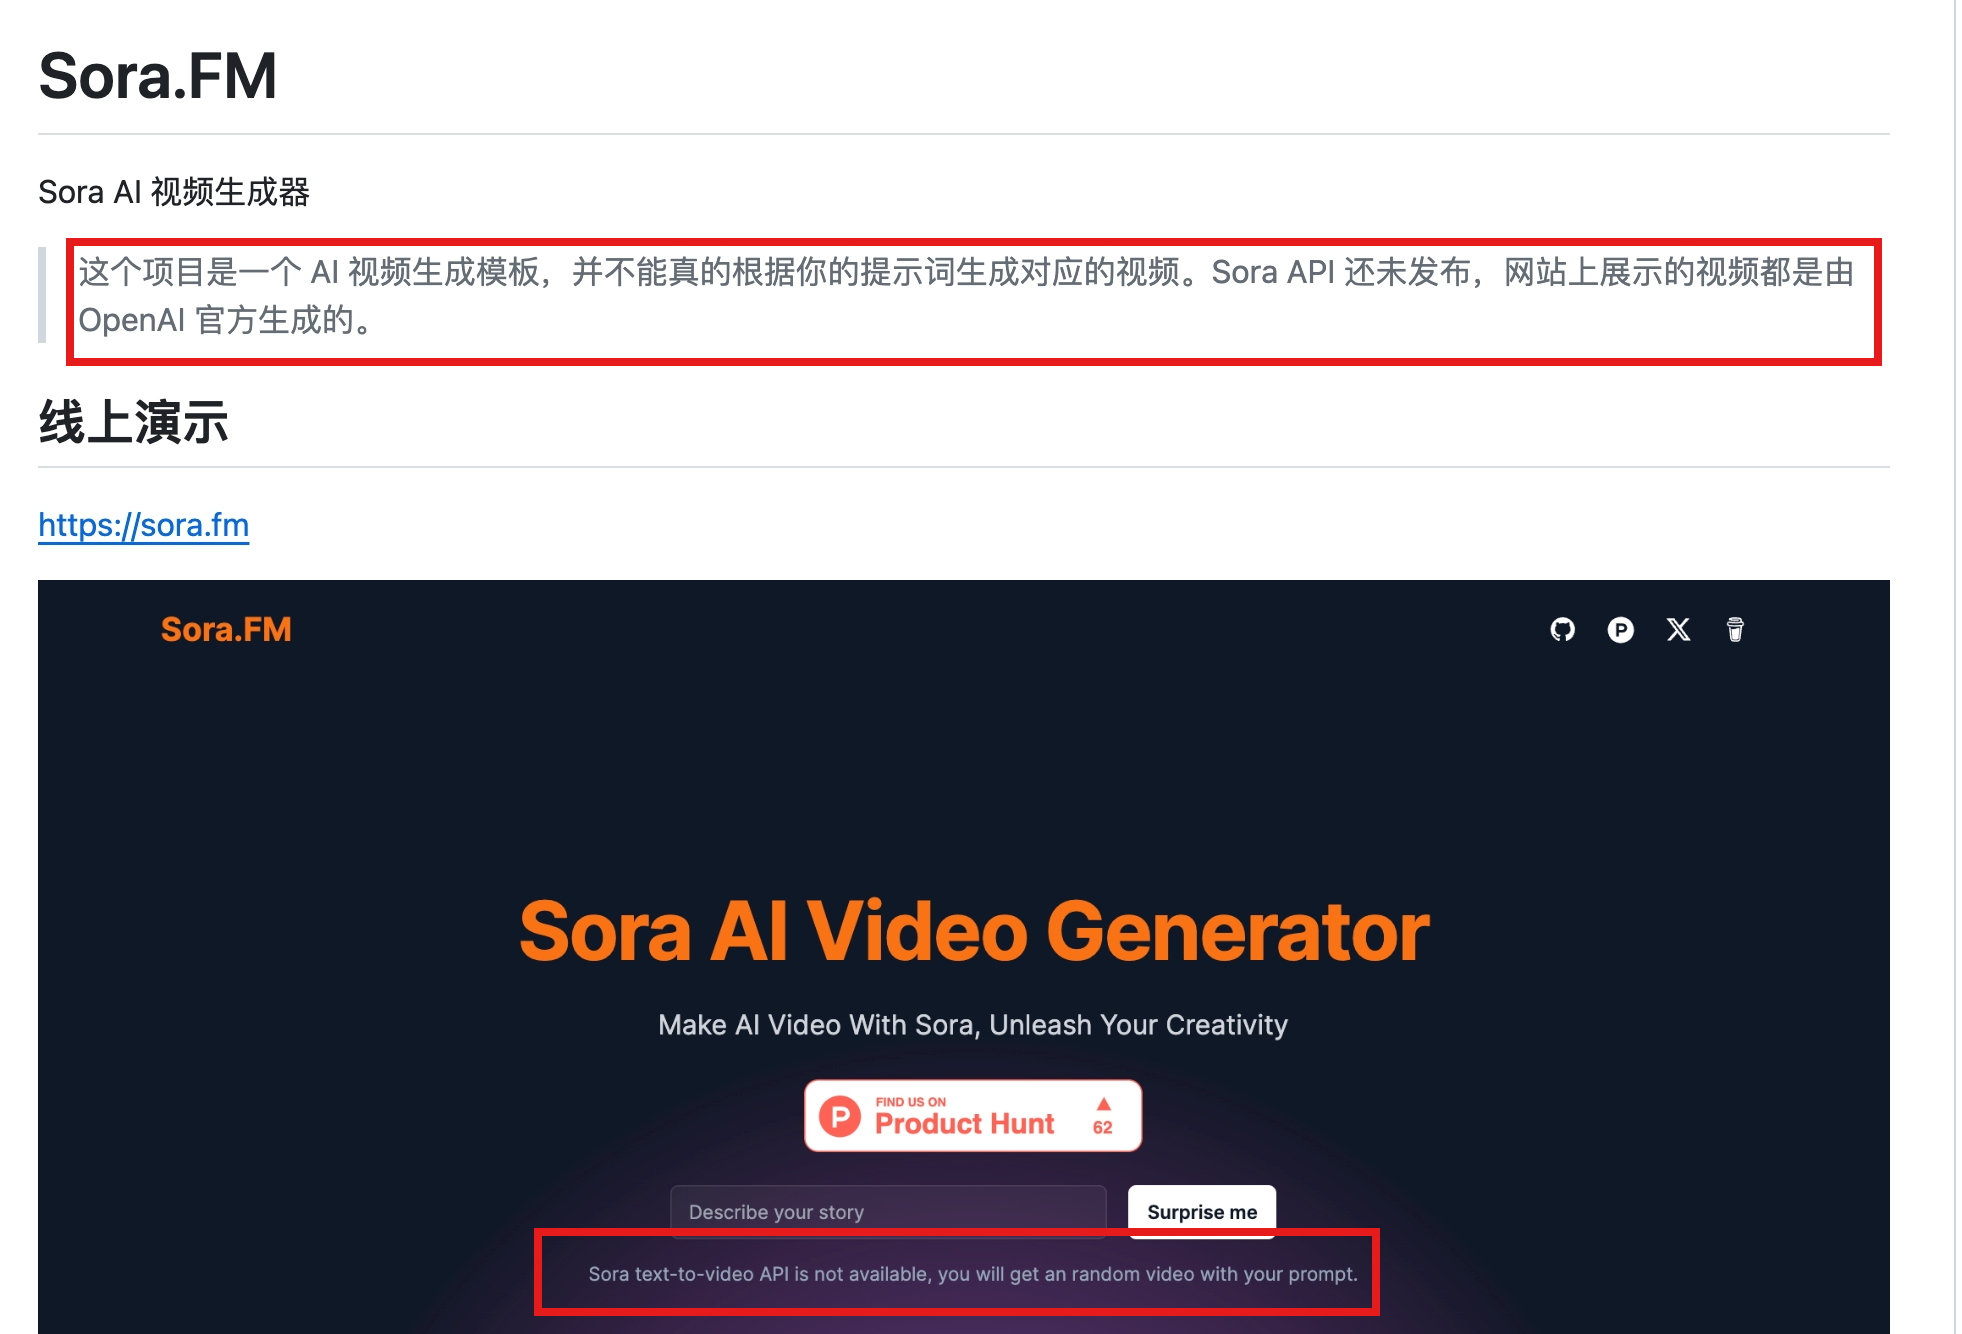 Sora.FM
Sora AI 视频生成器
这个项目是一个 AI 视频生成模板，并不能真的根据你的提示词生成对应的视频。Sora API 还未发布，网站上展示的视频都是由
OpenAI 官方生成的。
线上演示
https://sora.fm
Sora.FM
Sora AI Video Generator
Make AI Video With Sora, Unleash Your Creativity
P
FIND US ON
Product Hunt
▲
62
Describe your story
Surprise me
Sora text-to-video API is not available, you will get an random video with your prompt.